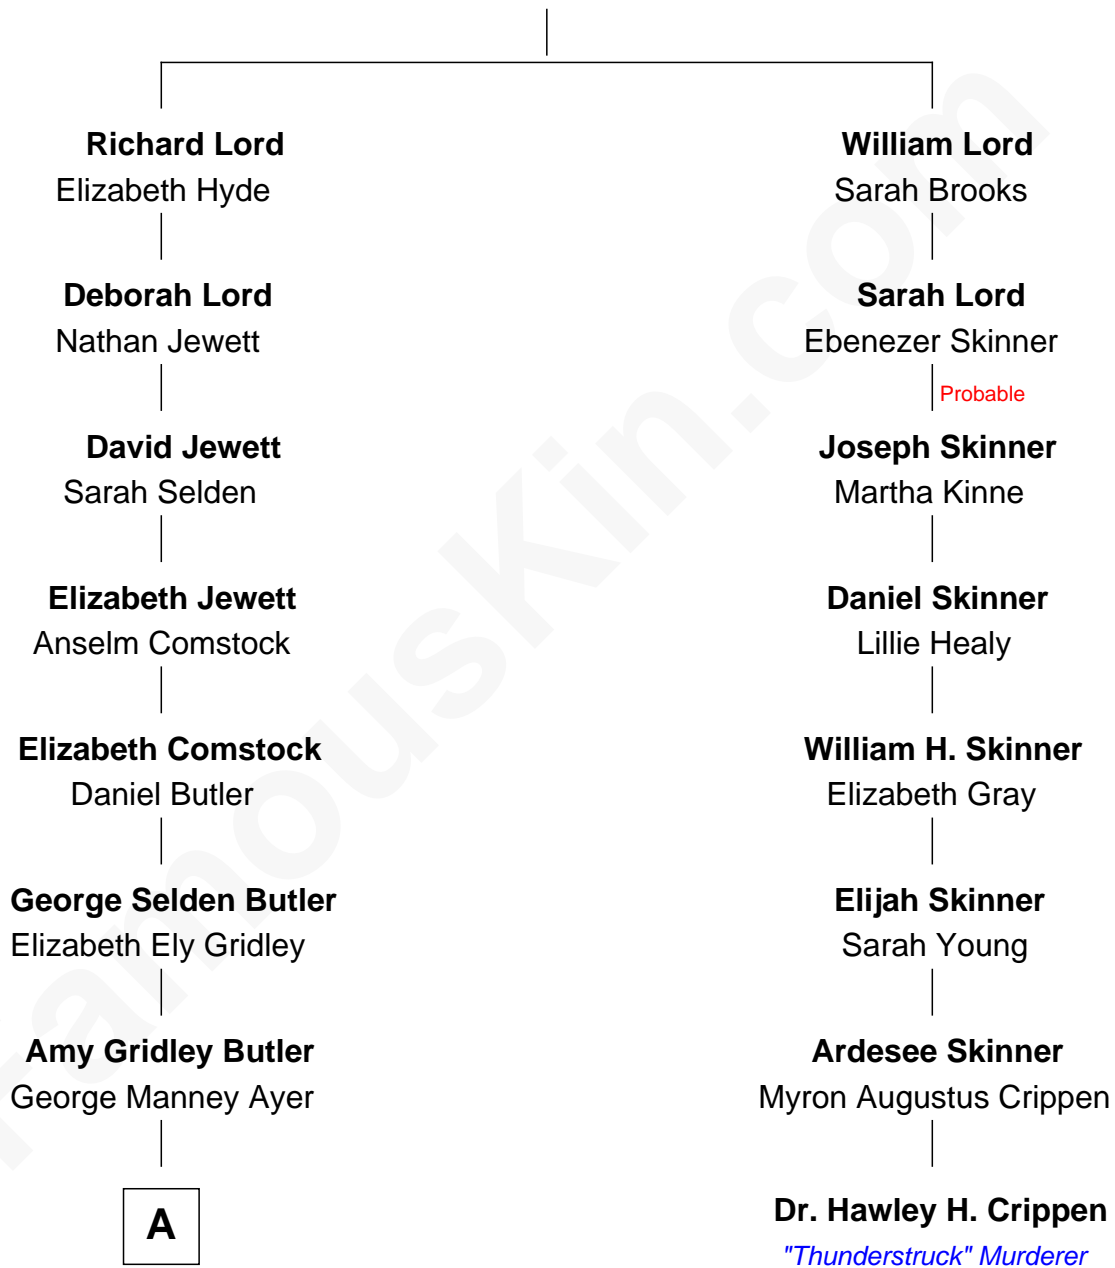 Richard Lord
Elizabeth Hyde
Deborah Lord
Nathan Jewett
David Jewett
Sarah Selden
Elizabeth Jewett
Anselm Comstock
Elizabeth Comstock
Daniel Butler
George Selden Butler
Elizabeth Ely Gridley
Amy Gridley Butler
George Manney Ayer
A
William Lord
Sarah Brooks
Sarah Lord
Ebenezer Skinner
Probable
Joseph Skinner
Martha Kinne
Daniel Skinner
Lillie Healy
William H. Skinner
Elizabeth Gray
Elijah Skinner
Sarah Young
Ardesee Skinner
Myron Augustus Crippen
Dr. Hawley H. Crippen
"Thunderstruck" Murderer
FamousKin.com